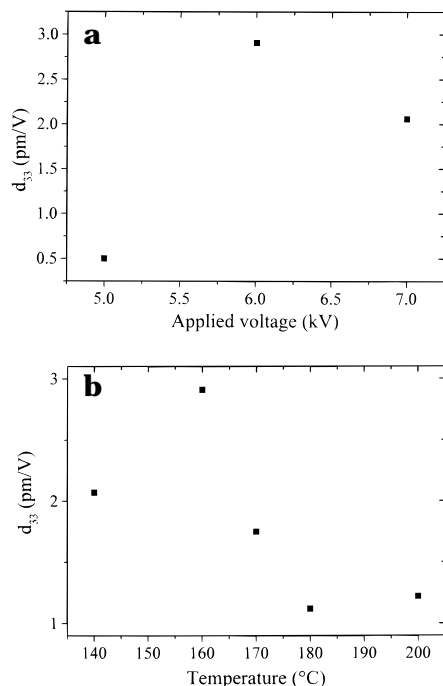 a
3.0
2.5
2.0
1.5
1.0
0.5
d33 (pm/V)
5.0 5.5 6.0 6.5 7.0
Applied voltage (kV)
b
3
2
1
d33 (pm/V)
140 150 160 170 180 190 200
Temperature (°C)